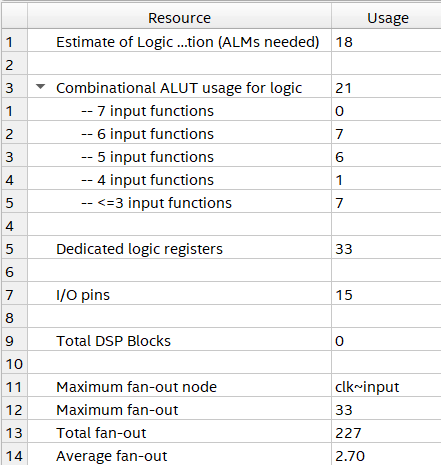 Resource Usage
1 Estimate of Logic ...tion (ALMs needed) 18
2
3 Combinational ALUT usage for logic 21
1 -- 7 input functions 0
2 -- 6 input functions 7
3 -- 5 input functions 6
4 -- 4 input functions 1
5 -- <=3 input functions 7
4
5 Dedicated logic registers 33
6
7 I/O pins 15
8
9 Total DSP Blocks 0
10
11 Maximum fan-out node clk~input
12 Maximum fan-out 33
13 Total fan-out 227
14 Average fan-out 2.70